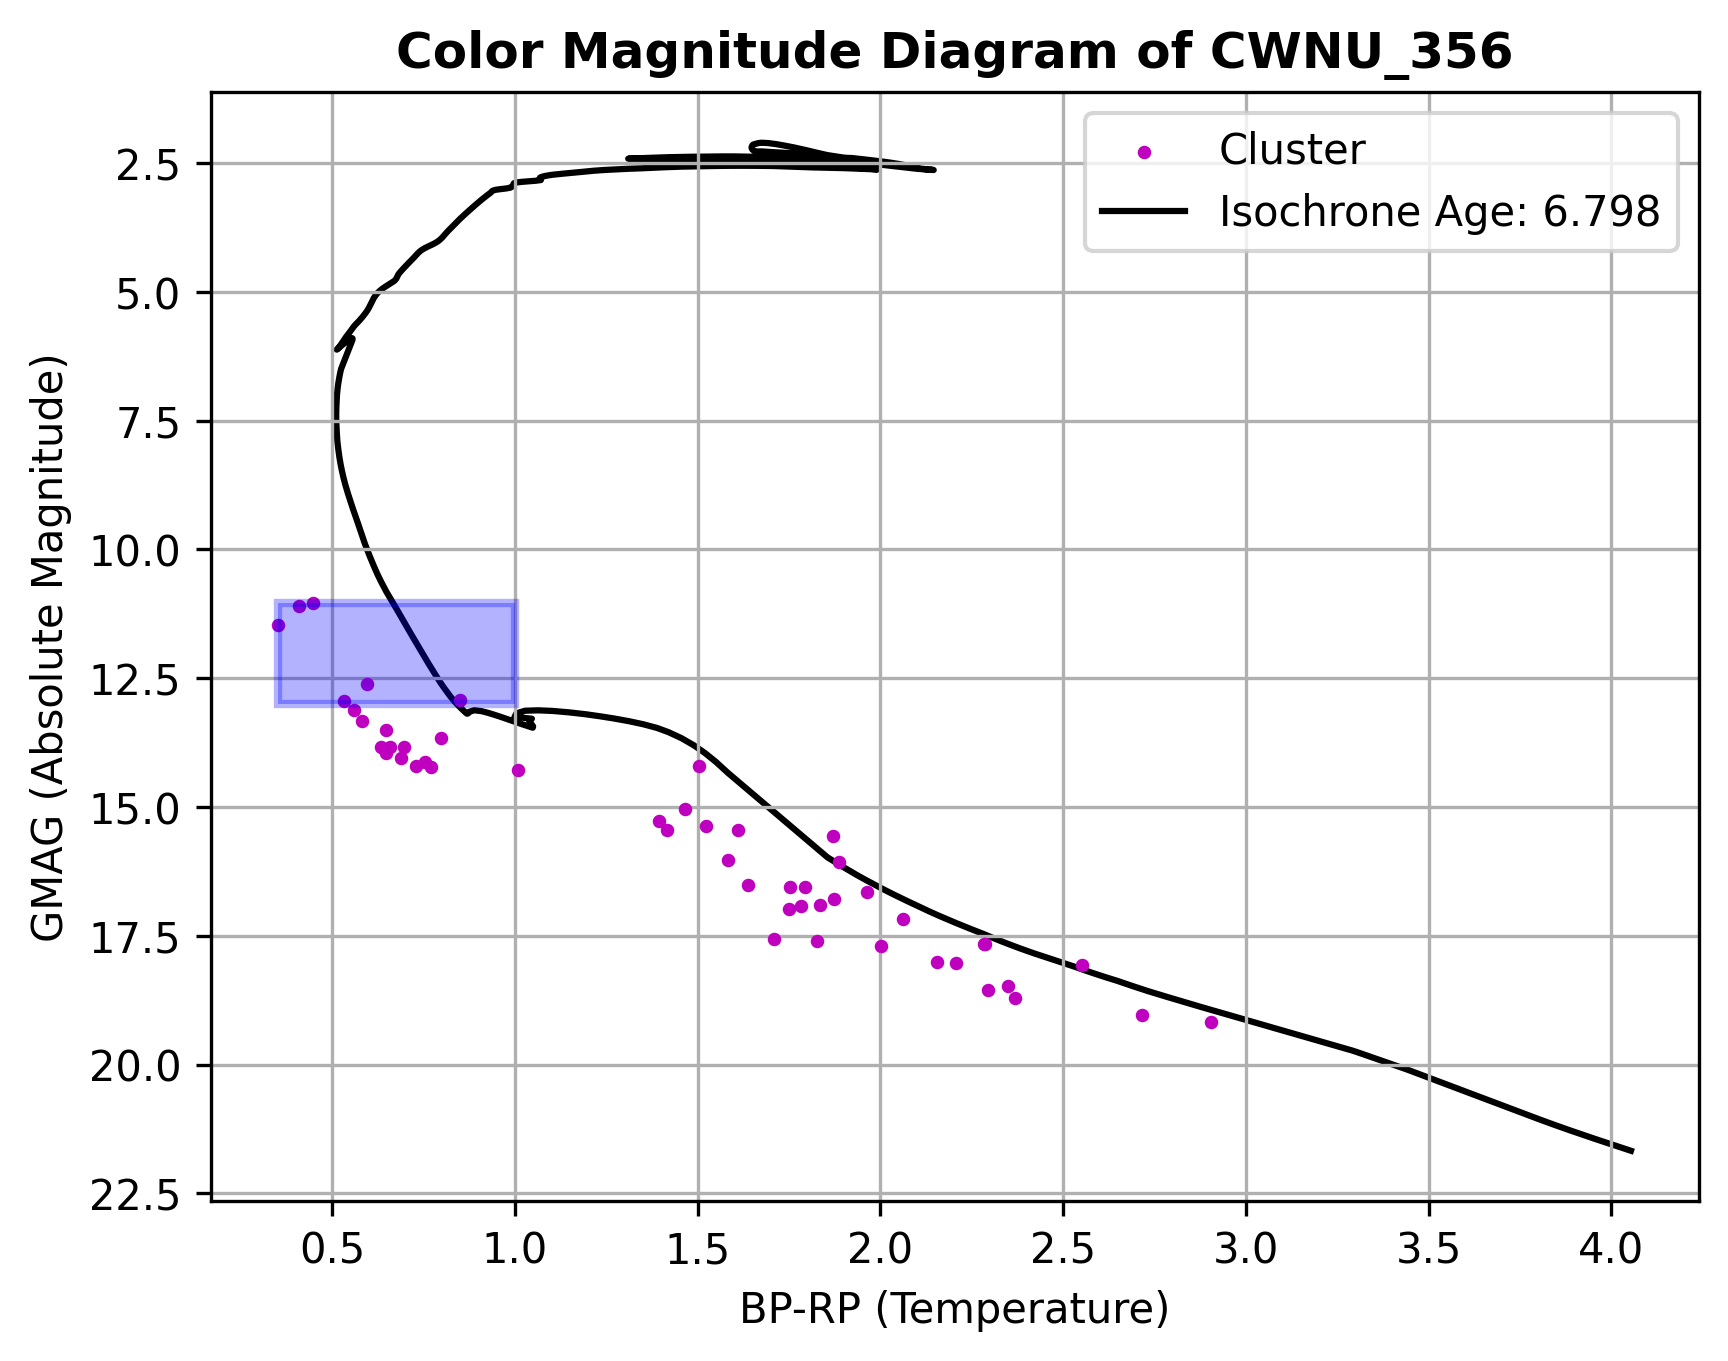 Color Magnitude Diagram of CWNU_356
Cluster
Isochrone Age: 6.798
GMAG (Absolute Magnitude)
2.5
5.0
7.5
10.0
12.5
15.0
17.5
20.0
22.5
0.5 1.0 1.5 2.0 2.5 3.0 3.5 4.0
BP-RP (Temperature)